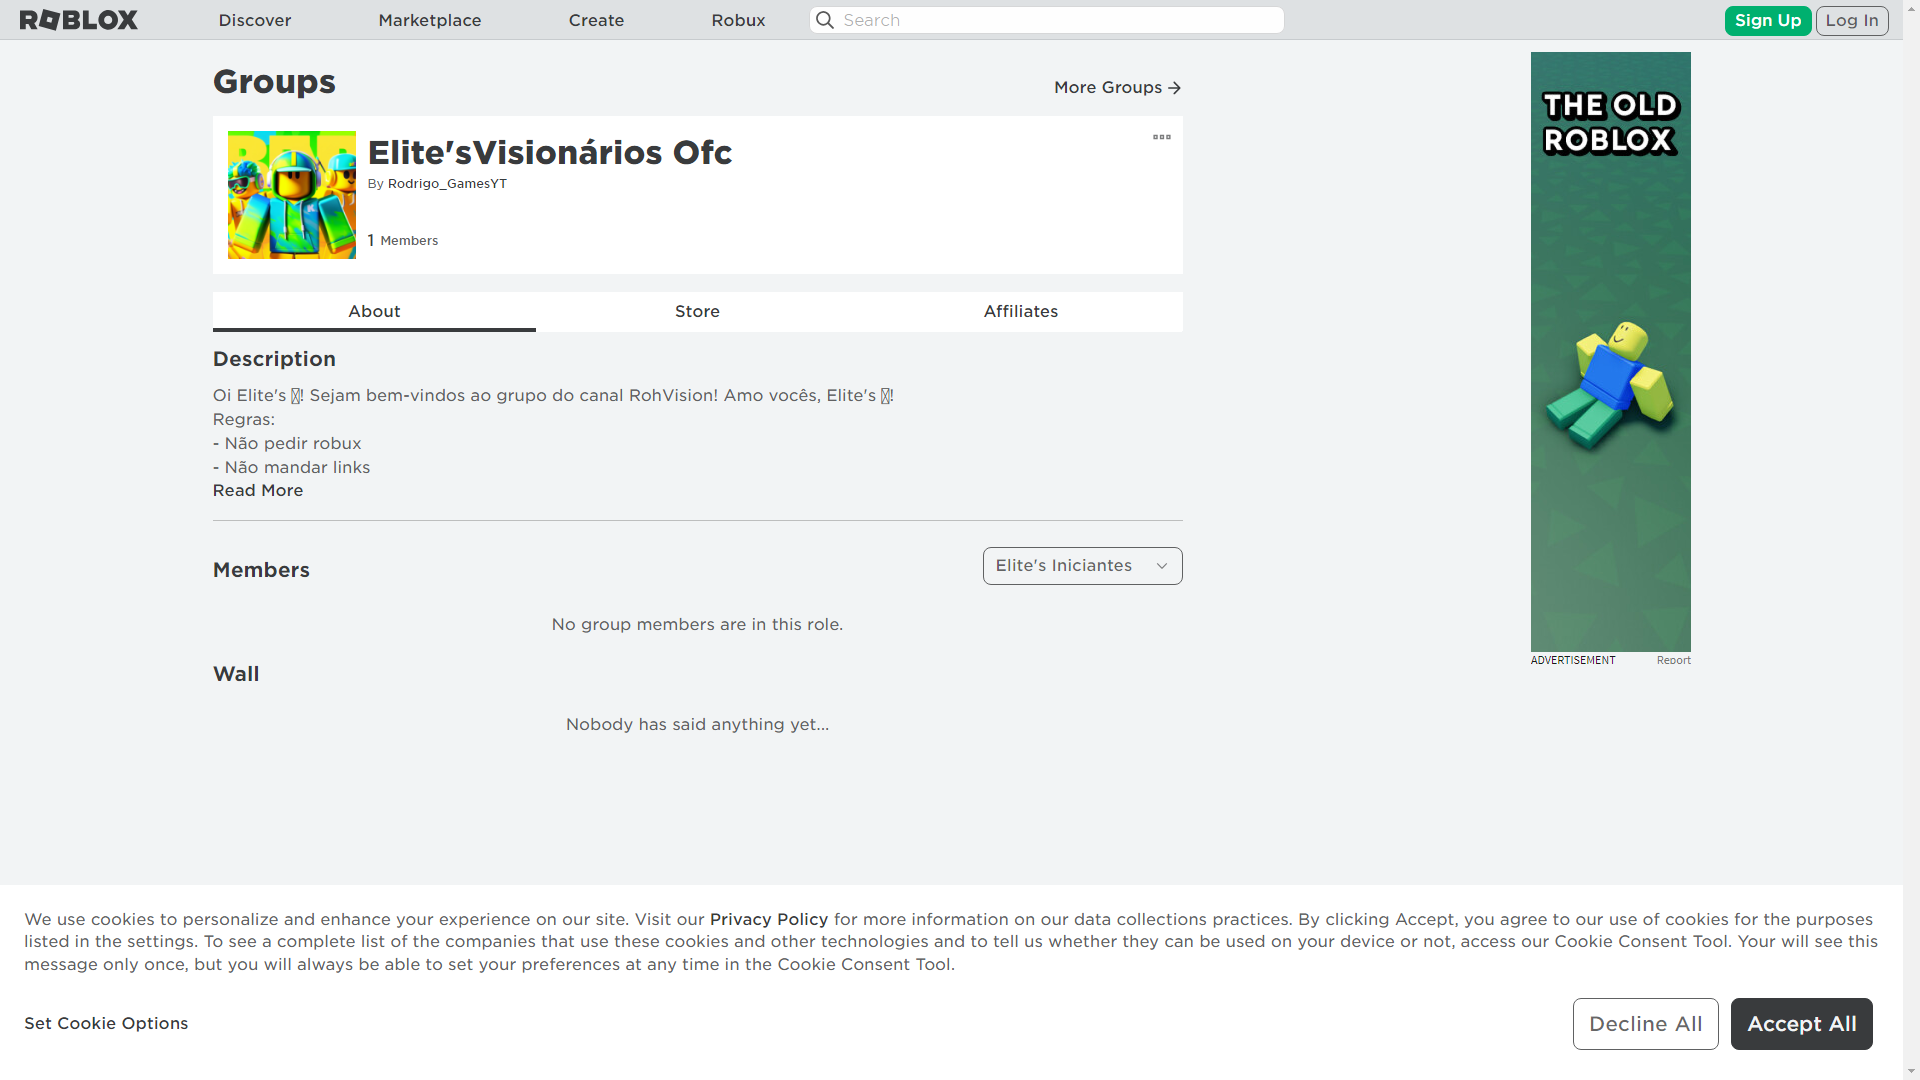 ROBLOX
Discover
Marketplace
Create
Robux
Search
Sign Up
Log In
Groups
More Groups
Elite'sVisionários Ofc
By Rodrigo_GamesYT
1 Members
About
Store
Affiliates
Description
Oi Elite's ! Sejam bem-vindos ao grupo do canal RohVision! Amo vocês, Elite's !
Regras:
- Não pedir robux
- Não mandar links
Read More
Members
Elite's Iniciantes
No group members are in this role.
Wall
Nobody has said anything yet...
THE OLD
ROBLOX
ADVERTISEMENT
Report
We use cookies to personalize and enhance your experience on our site. Visit our Privacy Policy for more information on our data collections practices. By clicking Accept, you agree to our use of cookies for the purposes
listed in the settings. To see a complete list of the companies that use these cookies and other technologies and to tell us whether they can be used on your device or not, access our Cookie Consent Tool. Your will see this
message only once, but you will always be able to set your preferences at any time in the Cookie Consent Tool.
Set Cookie Options
Decline All
Accept All